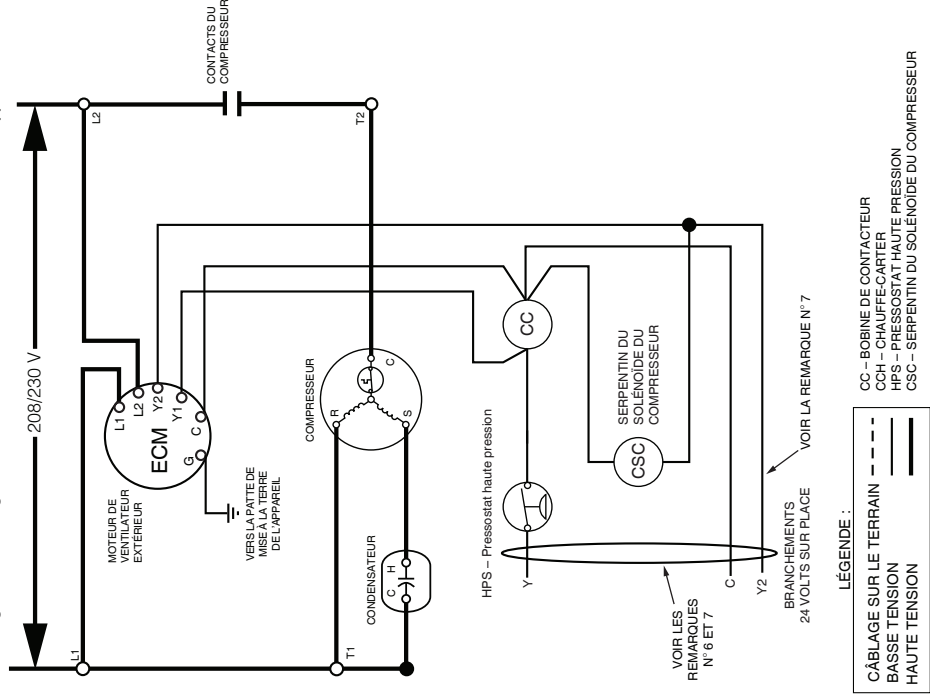 208/230 V
L1
L2
CONTACTS DU
COMPRESSEUR
T2
T1
MOTEUR DE
VENTILATEUR
EXTÉRIEUR
ECM
L1
L2
Y2
Y1
C
G
VERS LA PATTE DE
MISE À LA TERRE
DE L'APPAREIL
COMPRESSEUR
R
S
C
CONDENSATEUR
C
H
HPS – Pressostat haute pression
CC
SERPENTIN DU
SOLÉNOÏDE DU
COMPRESSEUR
CSC
Y
C
Y2
VOIR LES
REMARQUES
N° 6 ET 7
BRANCHEMENTS
24 VOLTS SUR PLACE
VOIR LA REMARQUE N° 7
LÉGENDE :
CÂBLAGE SUR LE TERRAIN
BASSE TENSION
HAUTE TENSION
CC – BOBINE DE CONTACTEUR
CCH – CHAUFFE-CARTER
HPS – PRESSOSTAT HAUTE PRESSION
CSC – SERPENTIN DU SOLÉNOÏDE DU COMPRESSEUR